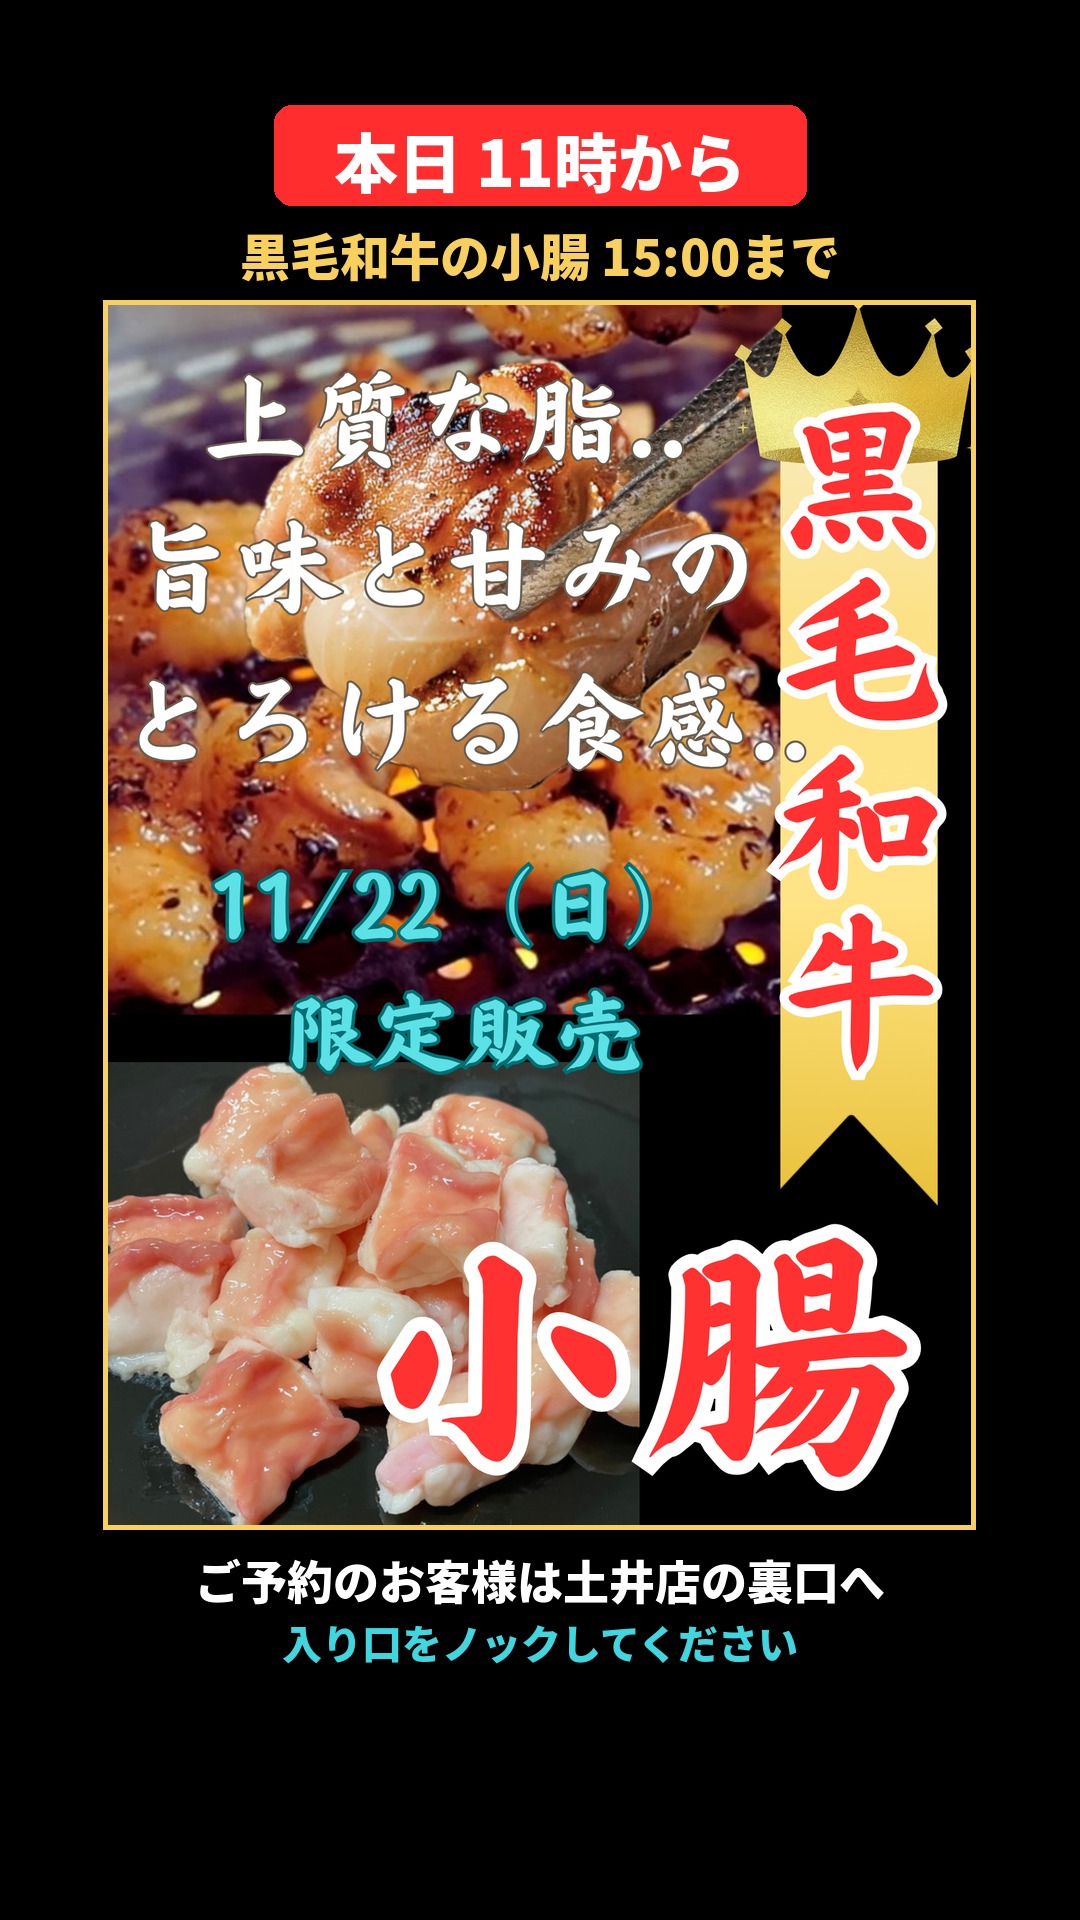 本日 11時から
黒毛和牛の小腸 15:00まで
上質な脂..
旨味と甘みの
とろける食感..
黒毛和牛
11/22（日）
限定販売
小腸
ご予約のお客様は土井店の裏口へ
入り口をノックしてください